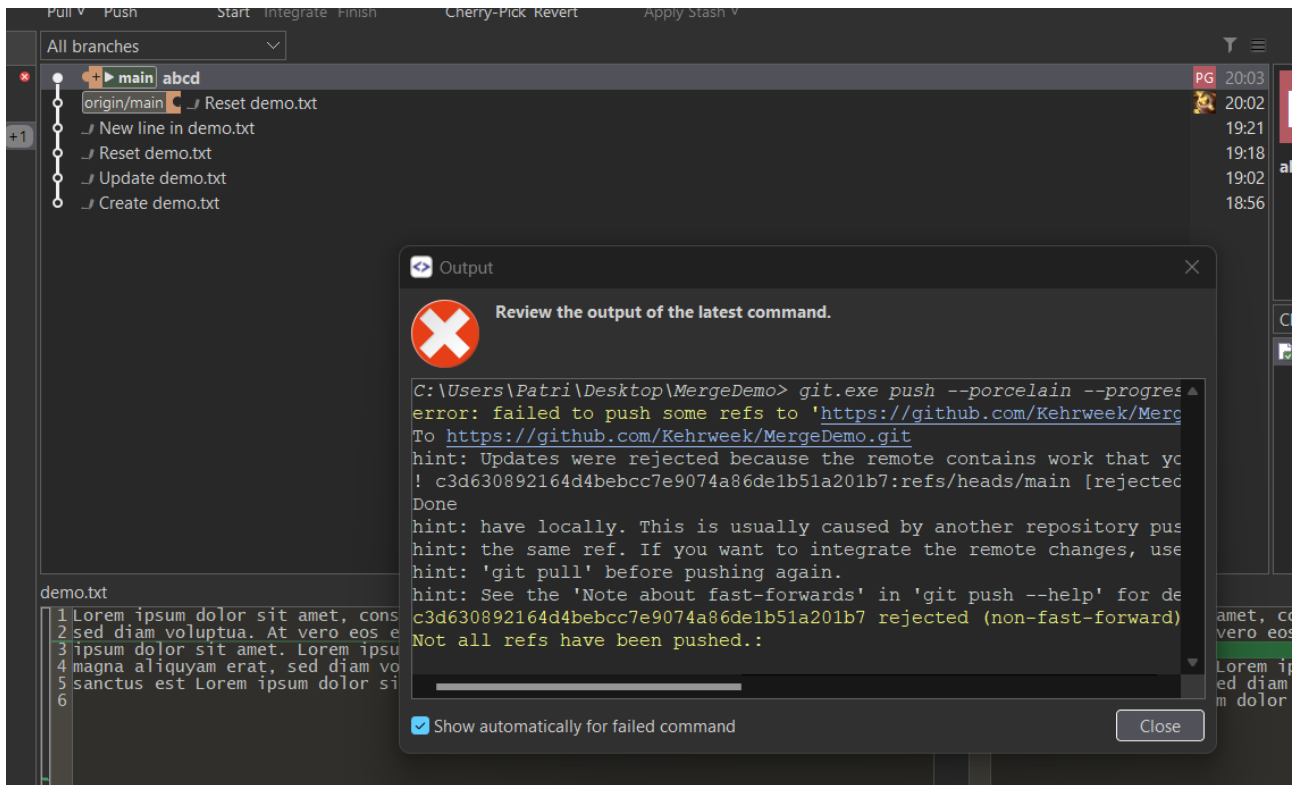 Pull Push Start Integrate Finish Cherry-Pick Revert Apply Stash
All branches
main abcd PG 20:03
origin/main Reset demo.txt 20:02
+1 New line in demo.txt 19:21
Reset demo.txt 19:18
Update demo.txt 19:02
Create demo.txt 18:56
Output
Review the output of the latest command.
C:\Users\Patri\Desktop\MergeDemo> git.exe push --porcelain --progres
error: failed to push some refs to 'https://github.com/Kehrweek/Merg
To https://github.com/Kehrweek/MergeDemo.git
hint: Updates were rejected because the remote contains work that yo
! c3d630892164d4bebcc7e9074a86de1b51a201b7:refs/heads/main [rejected
Done
hint: have locally. This is usually caused by another repository pus
hint: the same ref. If you want to integrate the remote changes, use
hint: 'git pull' before pushing again.
hint: See the 'Note about fast-forwards' in 'git push --help' for de
c3d630892164d4bebcc7e9074a86de1b51a201b7 rejected (non-fast-forward)
Not all refs have been pushed.:
Show automatically for failed command
Close
demo.txt
1 Lorem ipsum dolor sit amet, cons
2 sed diam voluptua. At vero eos e
3 ipsum dolor sit amet. Lorem ipsu
4 magna aliquyam erat, sed diam vo
5 sanctus est Lorem ipsum dolor si
6
amet, co
vero eos
Lorem ip
ed diam
m dolor